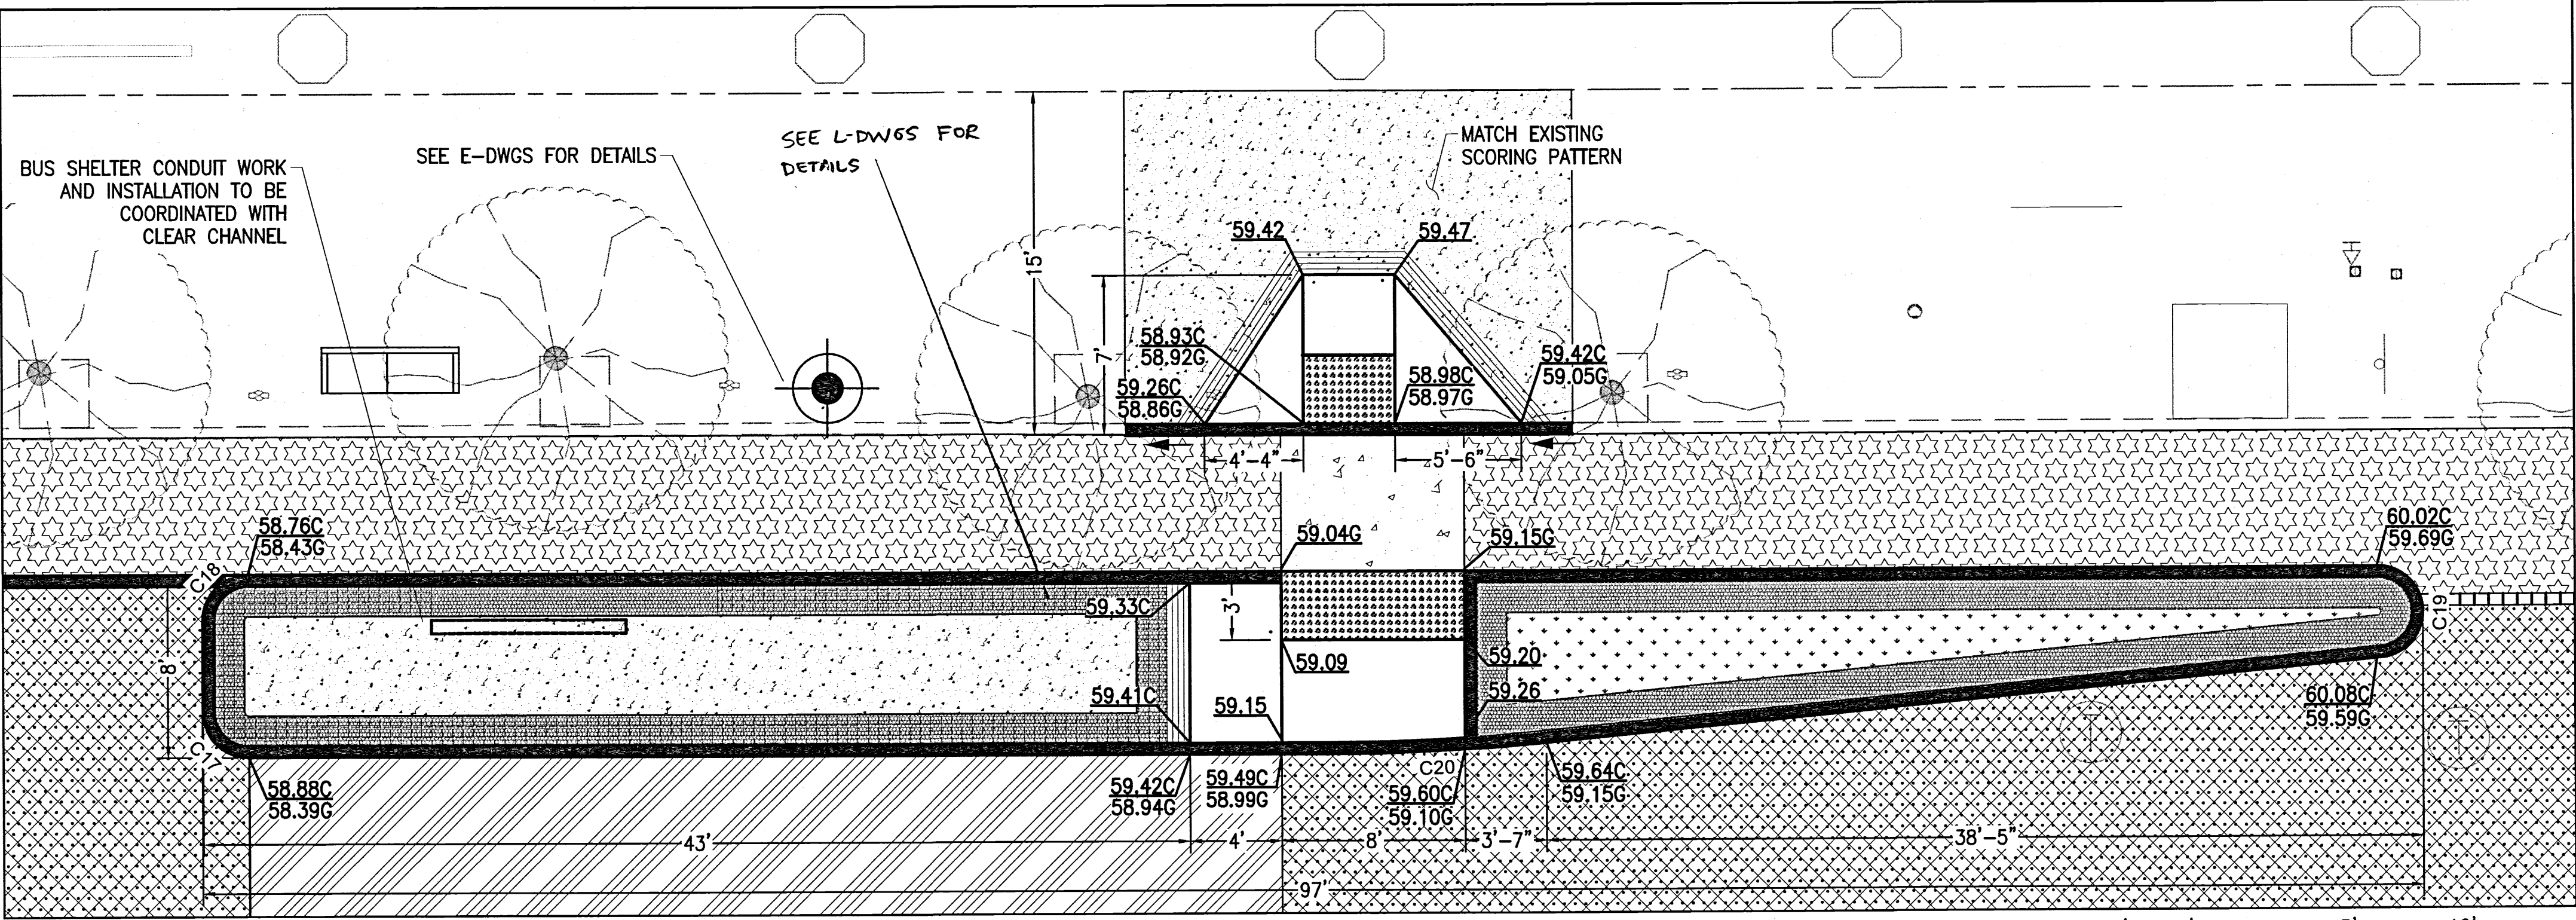 BUS SHELTER CONDUIT WORK
AND INSTALLATION TO BE
COORDINATED WITH
CLEAR CHANNEL
SEE E-DWGS FOR DETAILS
SEE L-DWGS FOR
DETAILS
MATCH EXISTING
SCORING PATTERN
15'
7'
59.42
59.47
58.93C
58.92G
59.26C
58.86G
58.98C
58.97G
59.42C
59.05G
4'-4"
5'-6"
58.76C
58.43G
59.04G
59.15G
60.02C
59.69G
C18
C19
59.33C
3'
59.09
59.20
8'
59.41C
59.15
59.26
60.08C
59.59G
C17
58.88C
58.39G
59.42C
58.94G
59.49C
58.99G
C20
59.60C
59.10G
59.64C
59.15G
43'
4'
8'
3'-7"
38'-5"
97'